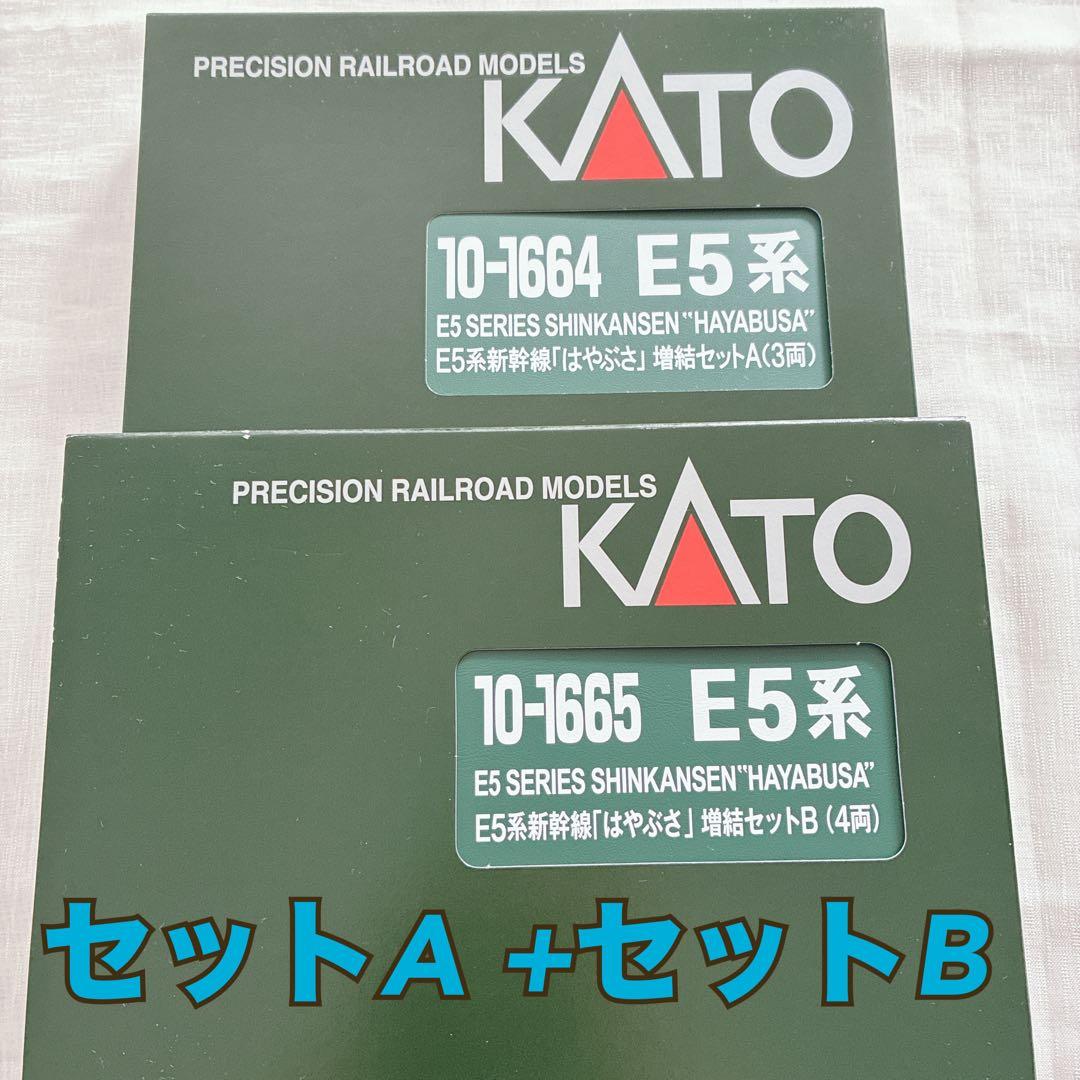 PRECISION RAILROAD MODELS
KATO
10-1664 E5系
E5 SERIES SHINKANSEN "HAYABUSA"
E5系新幹線「はやぶさ」増結セットA(3両)
PRECISION RAILROAD MODELS
KATO
10-1665 E5系
E5 SERIES SHINKANSEN "HAYABUSA"
E5系新幹線「はやぶさ」増結セットB(4両)
セットA +セットB